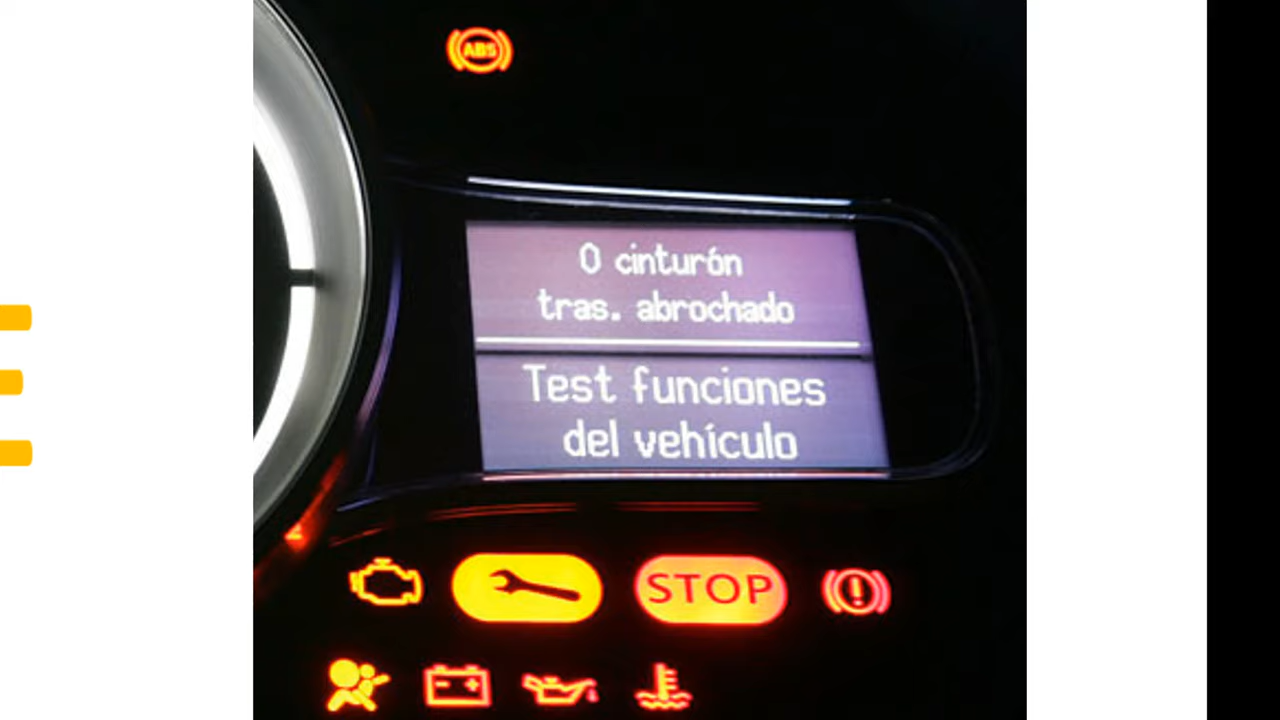 ABS
0 cinturón
tras. abrochado
Test funciones
del vehículo
STOP